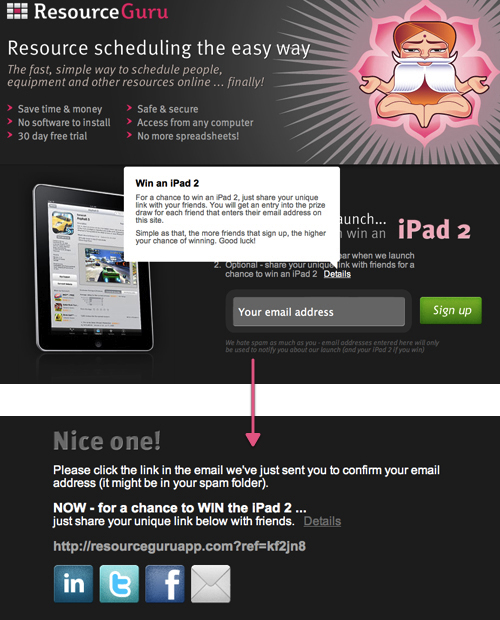 ResourceGuru
Resource scheduling the easy way
The fast, simple way to schedule people,
equipment and other resources online ... finally!
Save time & money
No software to install
30 day free trial
Safe & secure
Access from any computer
No more spreadsheets!
Win an iPad 2
For a chance to win an iPad 2, just share your unique
link with your friends. You will get an entry into the prize
draw for each friend that enters their email address on
this site.
Simple as that, the more friends that sign up, the higher
your chance of winning. Good luck!
aunch...
win an iPad 2
ear when we launch
2. Optional - share your unique link with friends for a
chance to win an iPad 2 Details
Your email address
Sign up
We hate spam as much as you - email addresses entered here will only
be used to notify you about our launch (and your iPad 2 if you win)
Nice one!
Please click the link in the email we've just sent you to confirm your email
address (it might be in your spam folder).
NOW - for a chance to WIN the iPad 2 ...
just share your unique link below with friends. Details
http://resourceguruapp.com?ref=kf2jn8
in
t
f